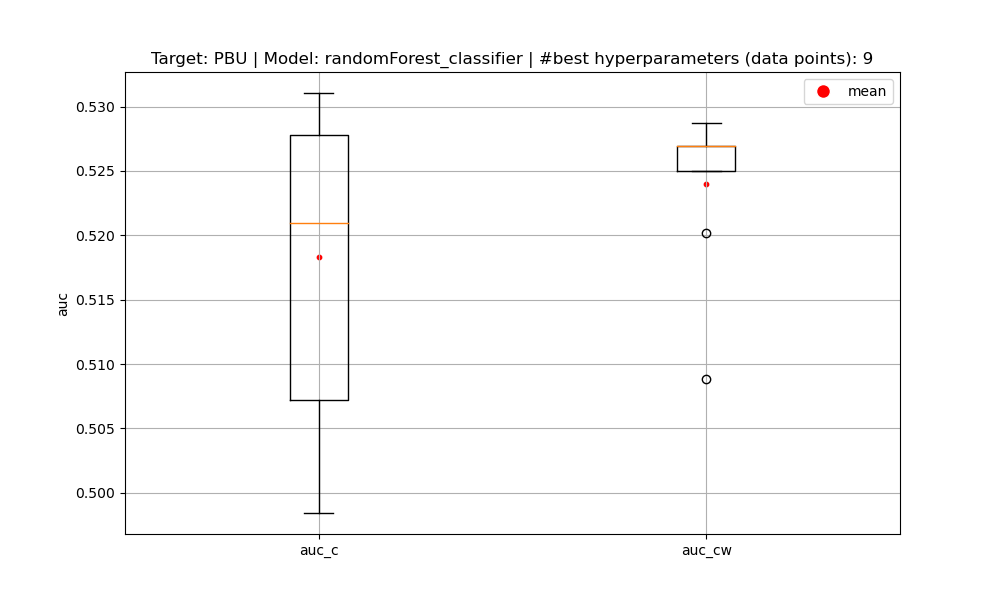 Target: PBU | Model: randomForest_classifier | #best hyperparameters (data points): 9
mean
0.530
0.525
0.520
0.515
0.510
0.505
0.500
auc
auc_c
auc_cw